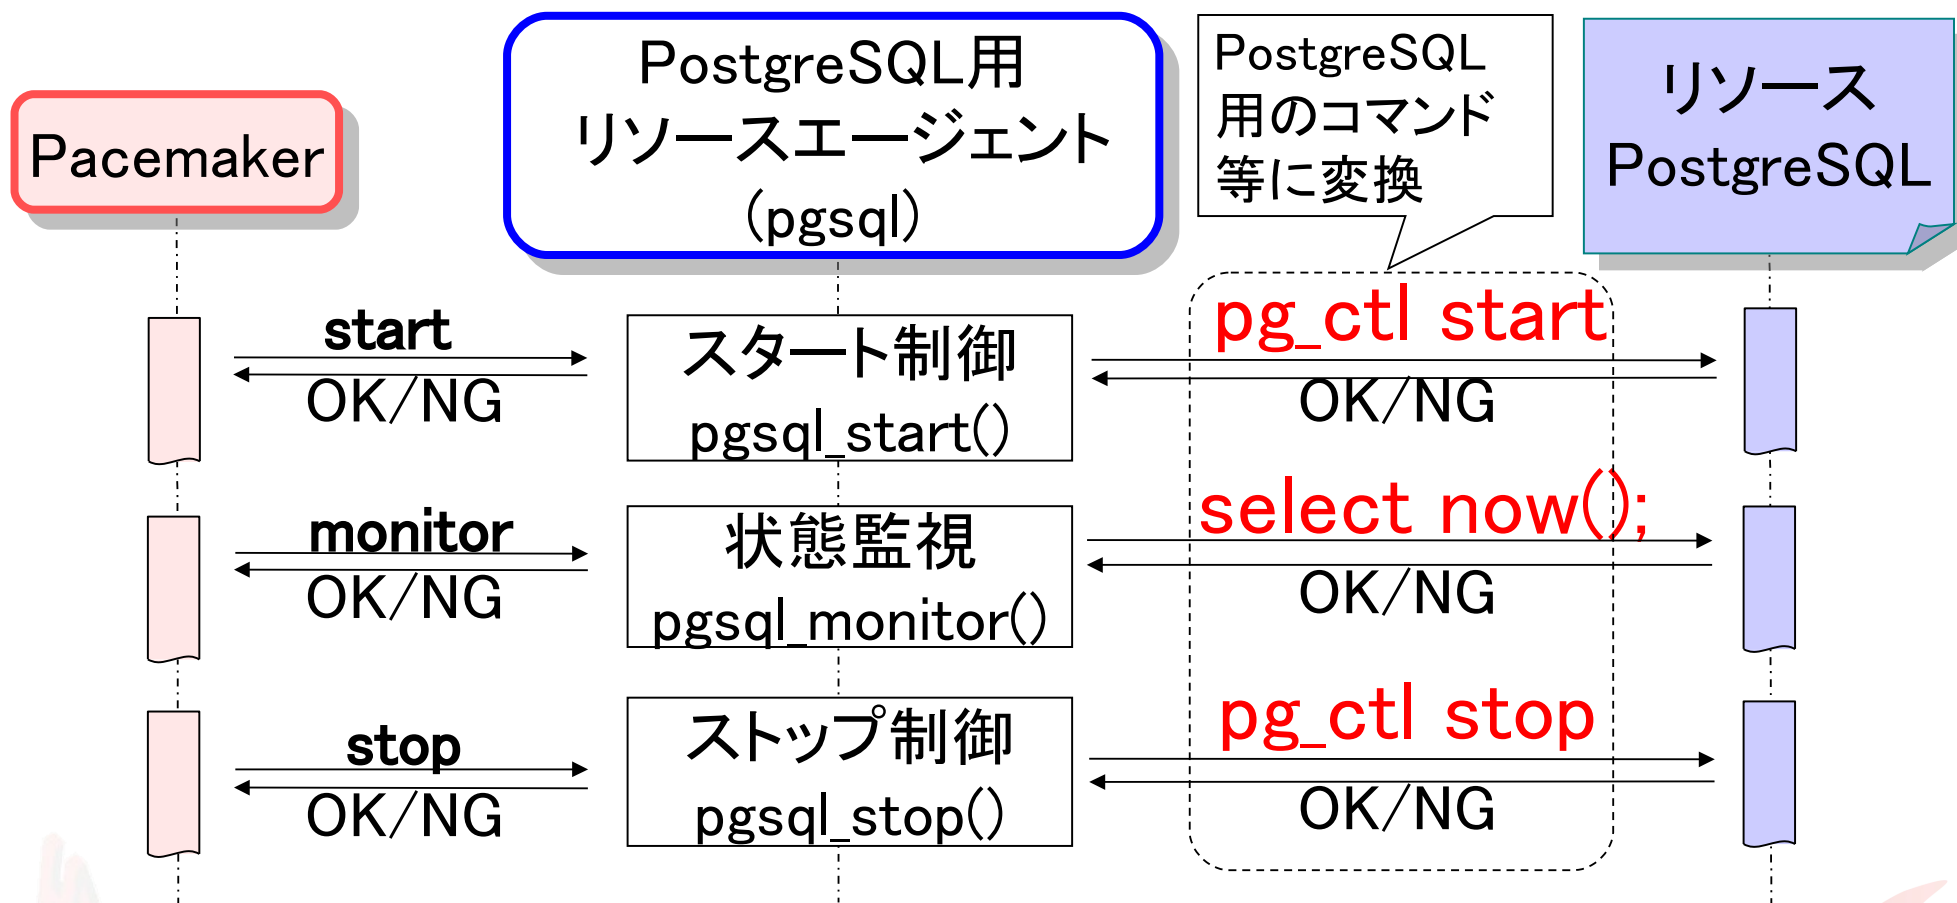 Pacemaker
PostgreSQL用
リソースエージェント
(pgsql)
PostgreSQL
用のコマンド
等に変換
リソース
PostgreSQL
start
OK/NG
スタート制御
pgsql_start()
pg_ctl start
OK/NG
monitor
OK/NG
状態監視
pgsql_monitor()
select now();
OK/NG
stop
OK/NG
ストップ制御
pgsql_stop()
pg_ctl stop
OK/NG